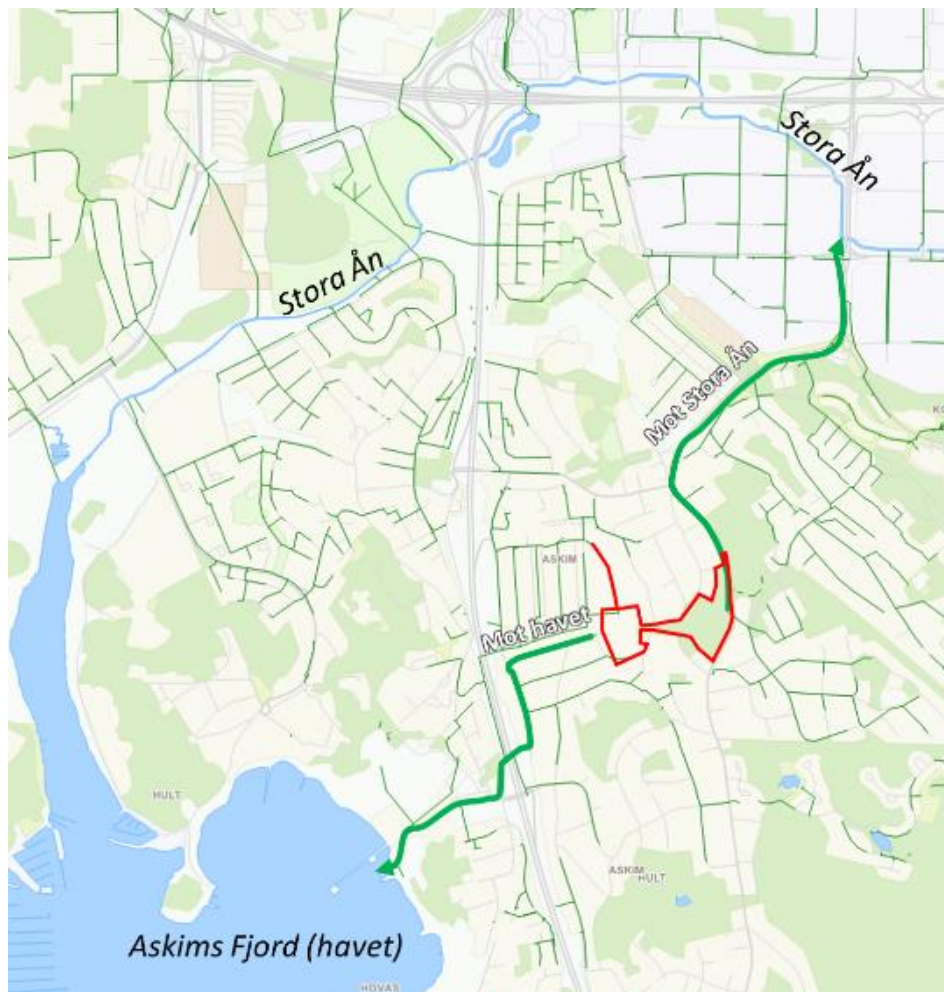 Stora Ån
Stora Ån
Mot Stora Ån
ASKIM
Mot havet
HULT
ASKIM
HULT
Askims Fjord (havet)
HOVÅS